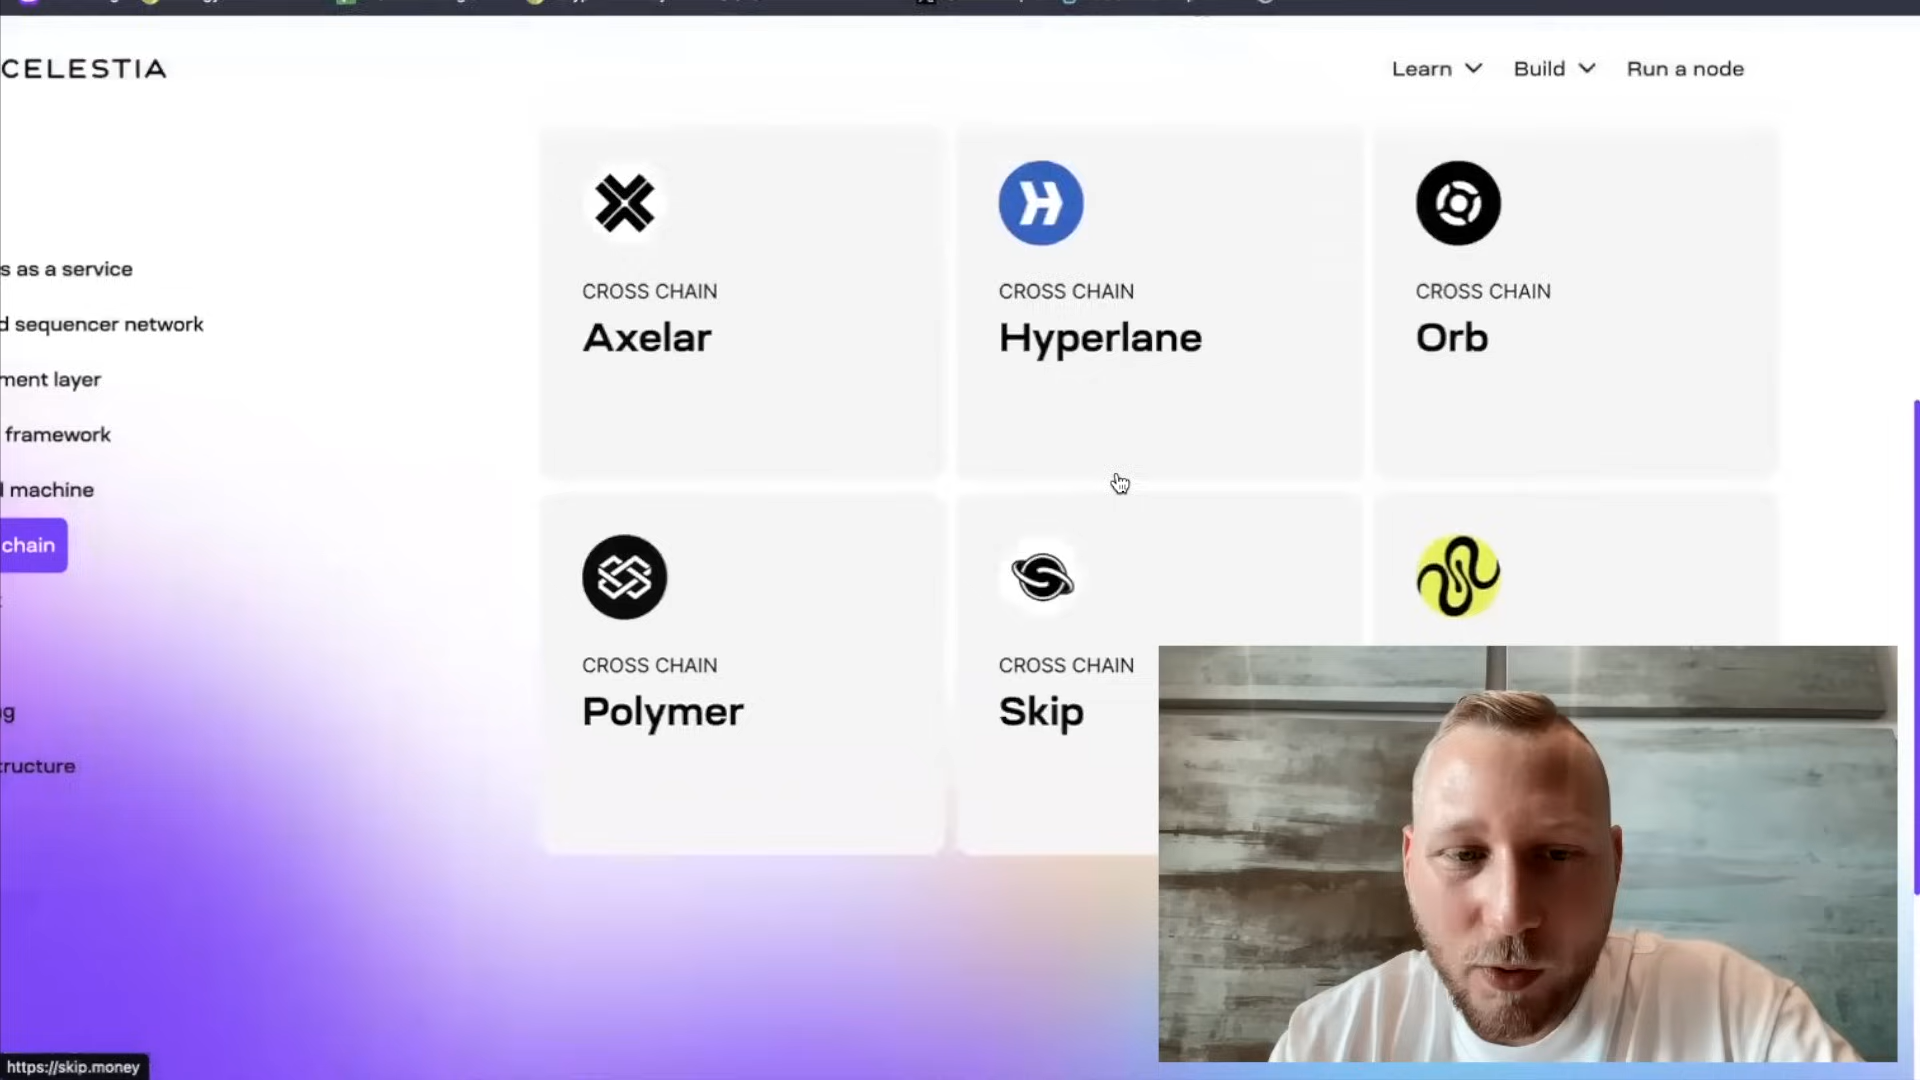 CELESTIA
Learn
Build
Run a node
s as a service
d sequencer network
ment layer
framework
machine
chain
g
tructure
CROSS CHAIN
Axelar
CROSS CHAIN
Hyperlane
CROSS CHAIN
Orb
CROSS CHAIN
Polymer
CROSS CHAIN
Skip
https://skip.money